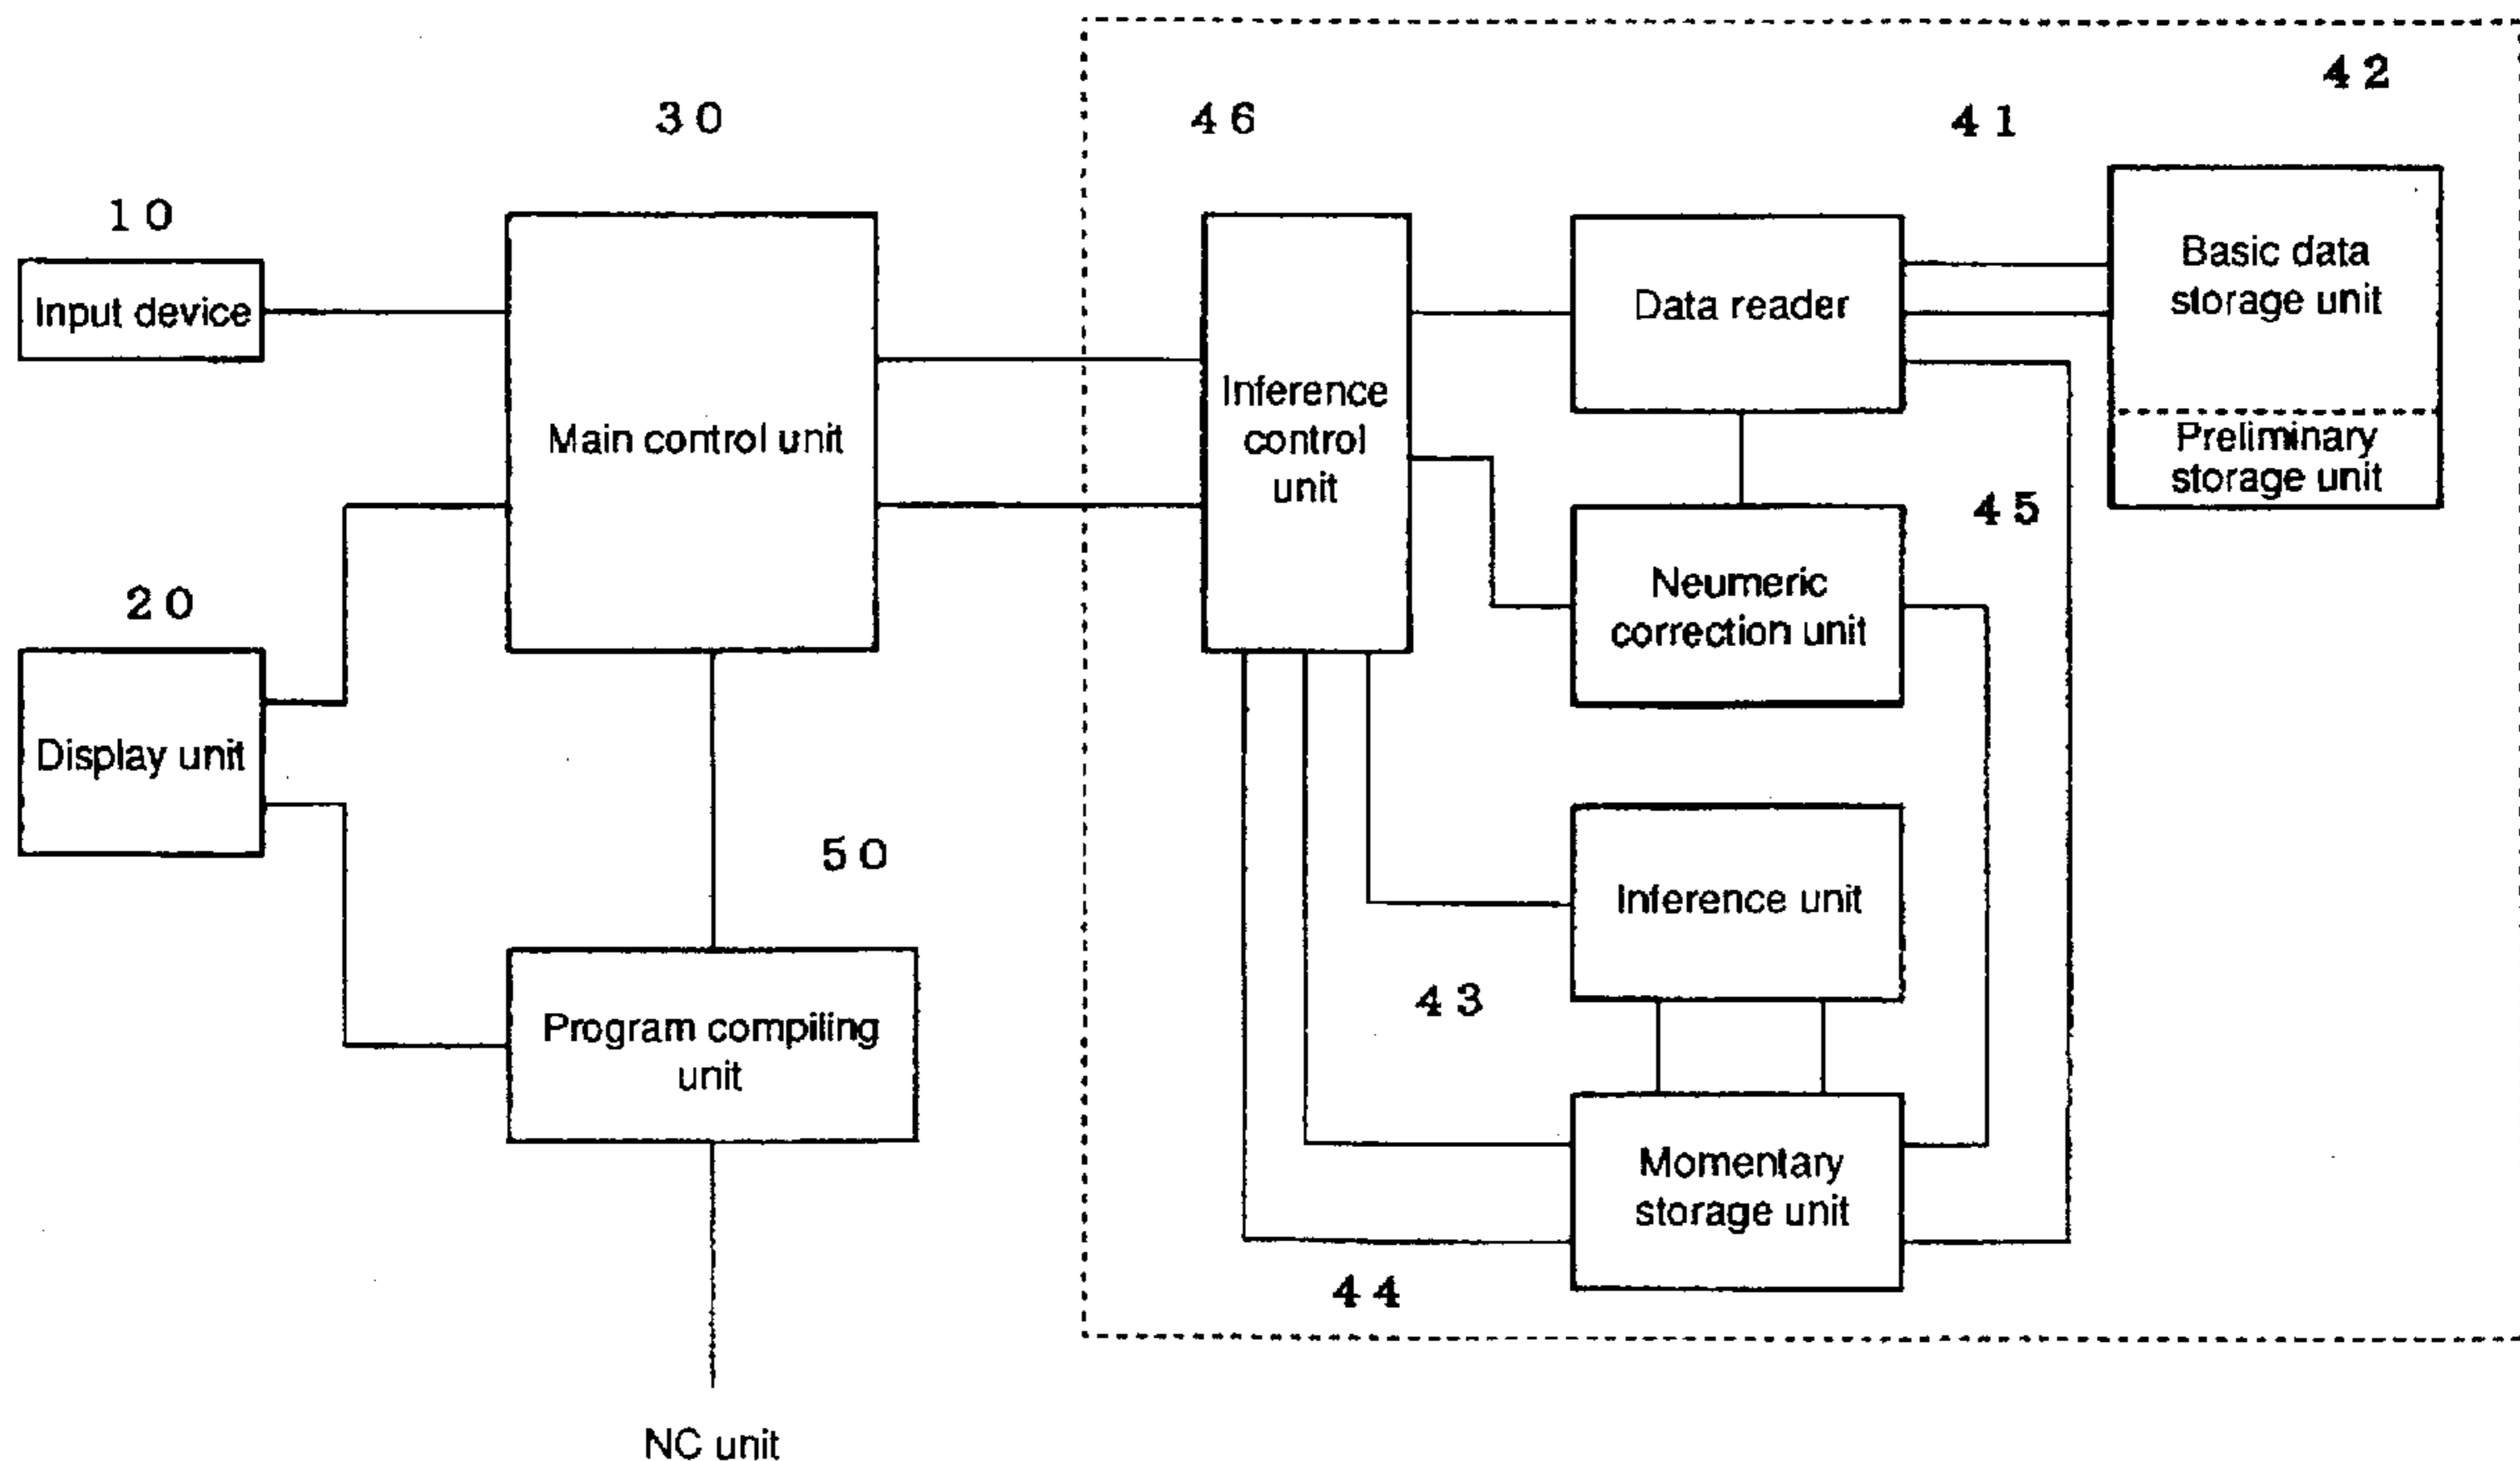 42
30
46
41
10
Input device
Main control unit
Inference
control
unit
Data reader
Basic data
storage unit
Preliminary
storage unit
45
20
Display unit
Neumeric
correction unit
50
Program compiling
unit
Inference unit
43
Momentary
storage unit
44
NC unit